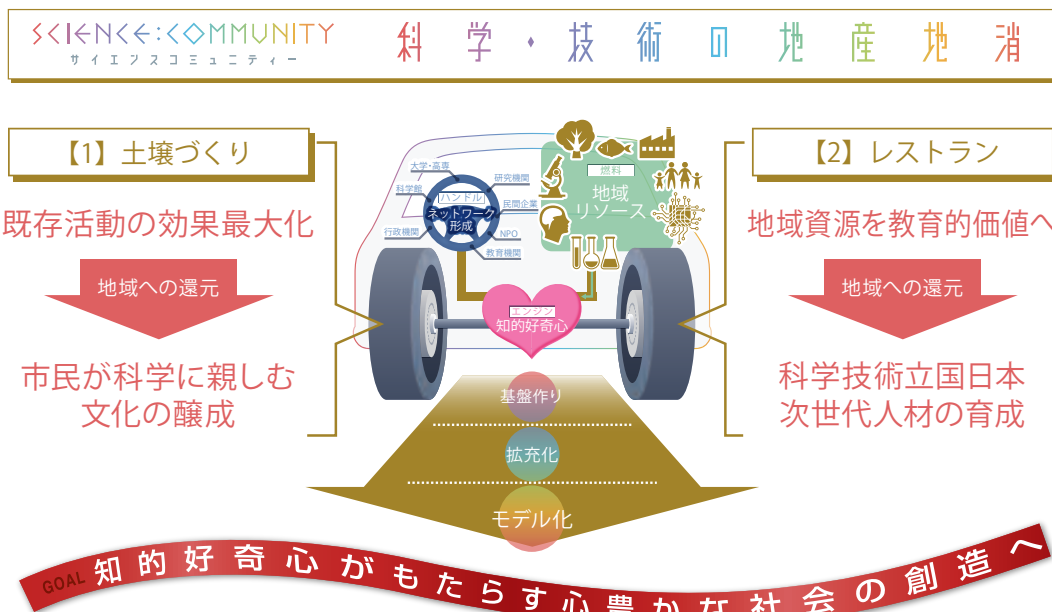 SCIENCE:COMMUNITY
サイエンスコミュニティー
科学・技術の地産地消
【1】土壌づくり
既存活動の効果最大化
地域への還元
市民が科学に親しむ
文化の醸成
大学・高専
科学館
行政機関
研究機関
民間企業
NPO
教育機関
ハンドル
ネットワーク
形成
燃料
地域
リソース
エンジン
知的好奇心
基盤作り
拡充化
モデル化
【2】レストラン
地域資源を教育的価値へ
地域への還元
科学技術立国日本
次世代人材の育成
GOAL 知的好奇心がもたらす心豊かな社会の創造へ